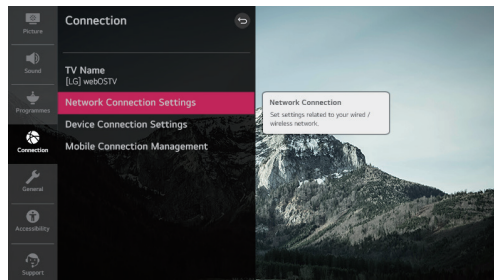 Picture
Sound
Programmes
Connection
General
Accessibility
Support
Connection
TV Name
[LG] webOSTV
Network Connection Settings
Device Connection Settings
Mobile Connection Management
Network Connection
Set settings related to your wired /
wireless network.